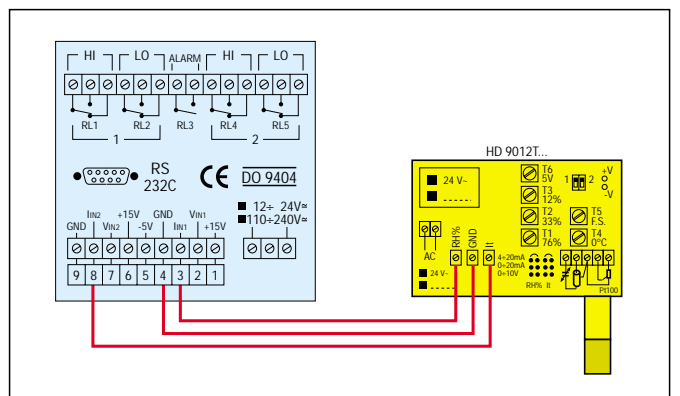 HI LO ALARM HI LO
RL1 RL2 RL3 RL4 RL5
1 2
RS
232C
CE
DO 9404
12÷ 24V≂
110÷240V≂
IN2 +15V GND VIN1
GND VIN2 -5V IN1 +15V
9 8 7 6 5 4 3 2 1
HD 9012T...
24 V~
T6
5V
T3
12%
T2
33%
T1
76%
1 2
+V
-V
T5
F.S.
T4
0°C
AC
24 V~
RH%
GND
It
4÷20mA
0÷20mA
0÷10V
RH% It
Pt100